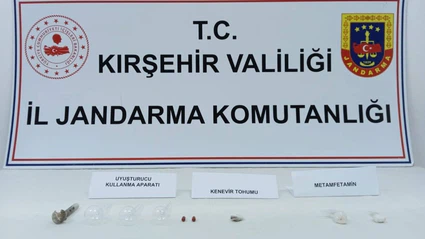 T.C.
KIRŞEHİR VALİLİĞİ
İL JANDARMA KOMUTANLIĞI
JANDARMA
UYUŞTURUCU
KULLANMA APARATI
KENEVİR TOHUMU
METAMFETAMİN